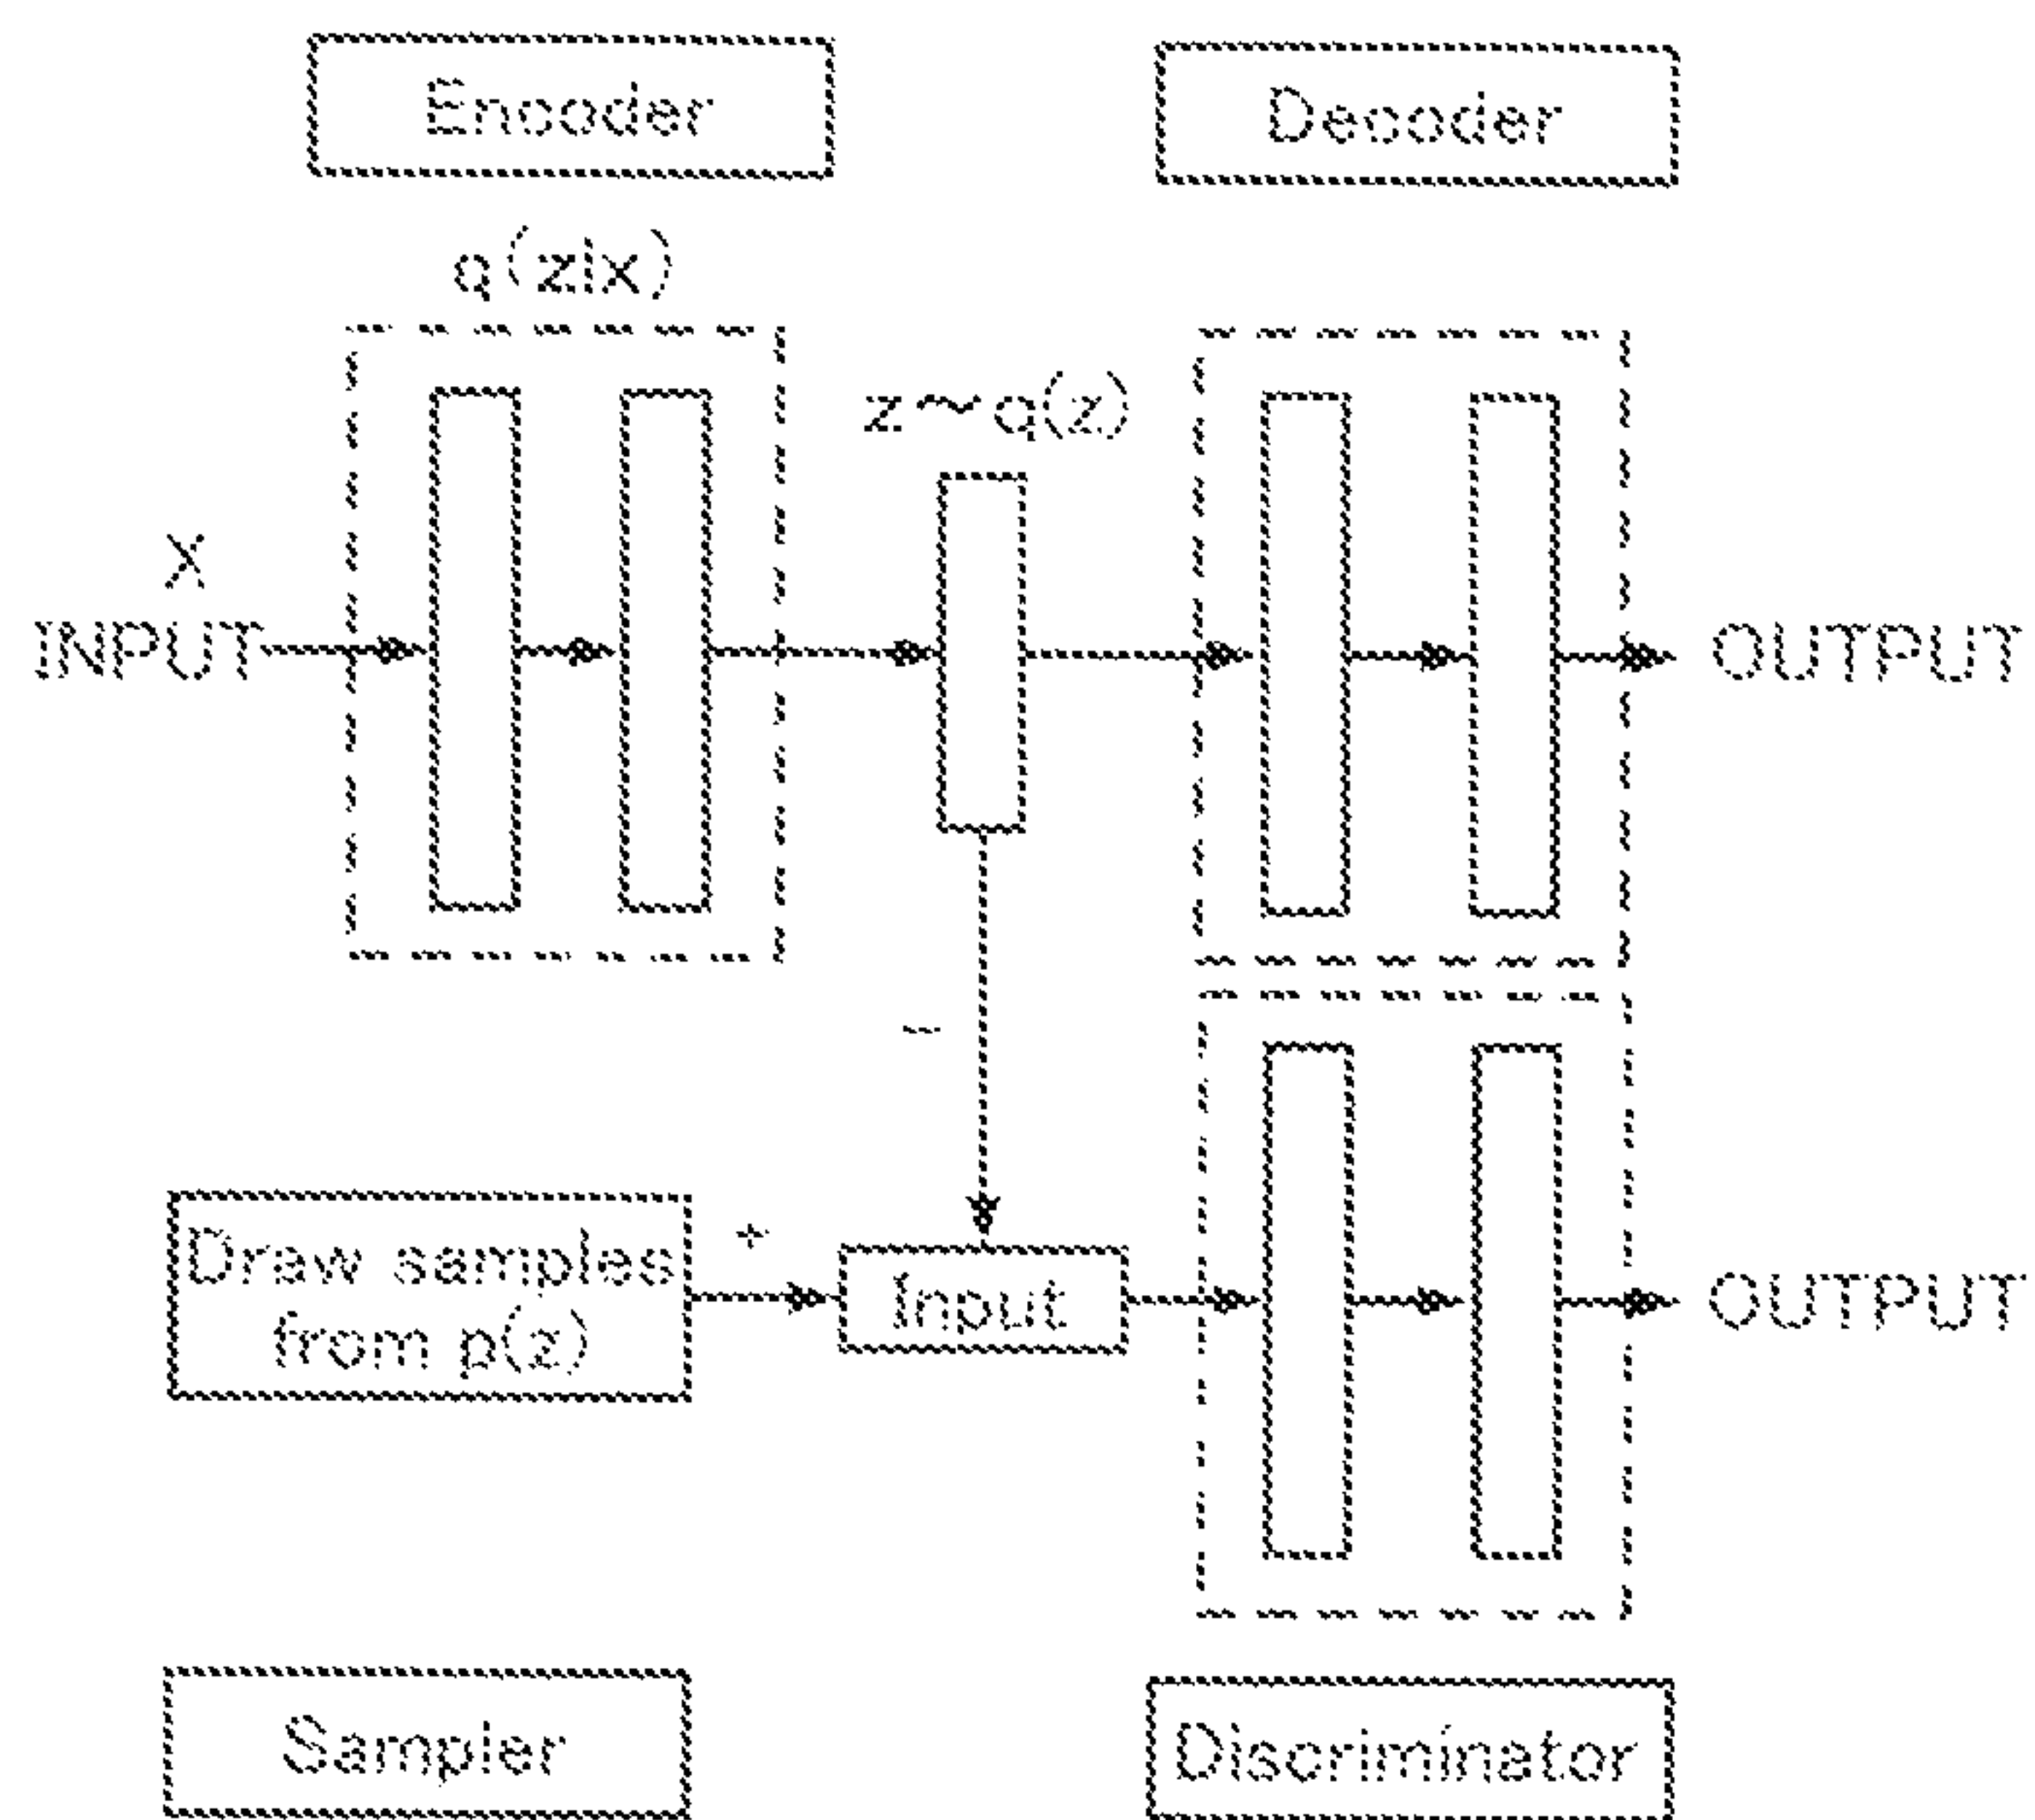 Encoder
Decoder
q(z|x)
z~q(z)
X
INPUT
OUTPUT
−
+
Draw samples
from p(z)
Input
OUTPUT
Sampler
Discriminator